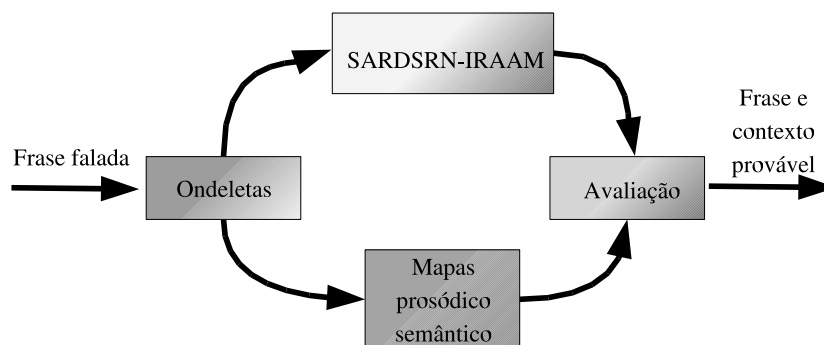 SARDSRN-IRAAM
Frase falada
Ondeletas
Avaliação
Frase e
contexto
provável
Mapas
prosódico
semântico